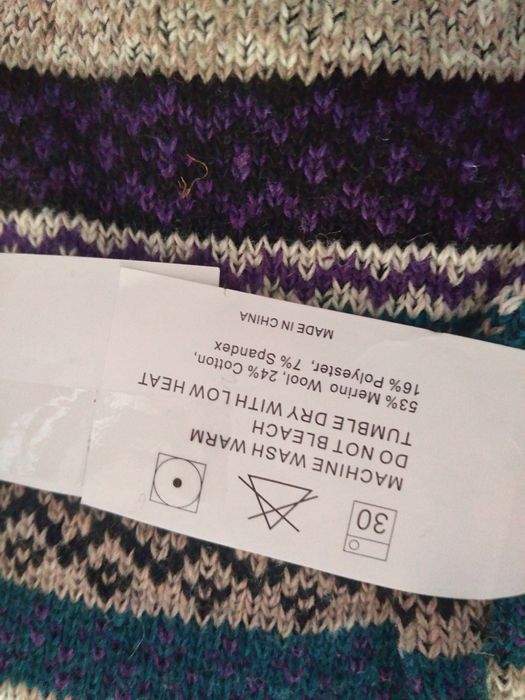 30
MACHINE WASH WARM
DO NOT BLEACH
TUMBLE DRY WITH LOW HEAT
53% Merino Wool, 24% Cotton,
16% Polyester, 7% Spandex
MADE IN CHINA